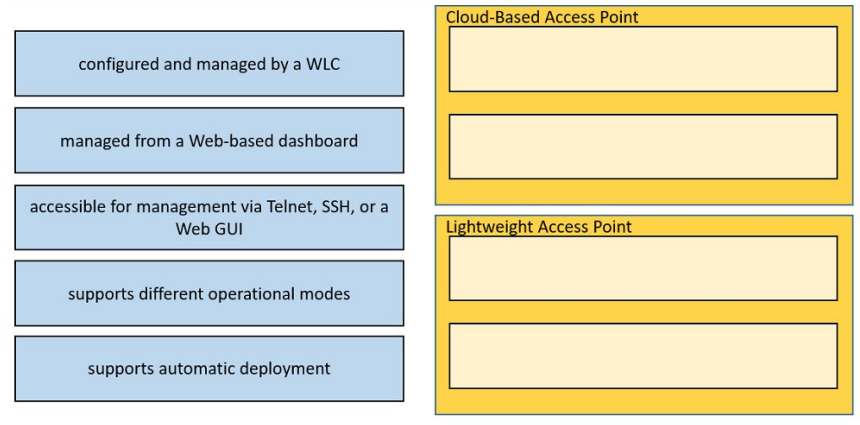 configured and managed by a WLC
managed from a Web-based dashboard
accessible for management via Telnet, SSH, or a
Web GUI
supports different operational modes
supports automatic deployment
Cloud-Based Access Point
Lightweight Access Point